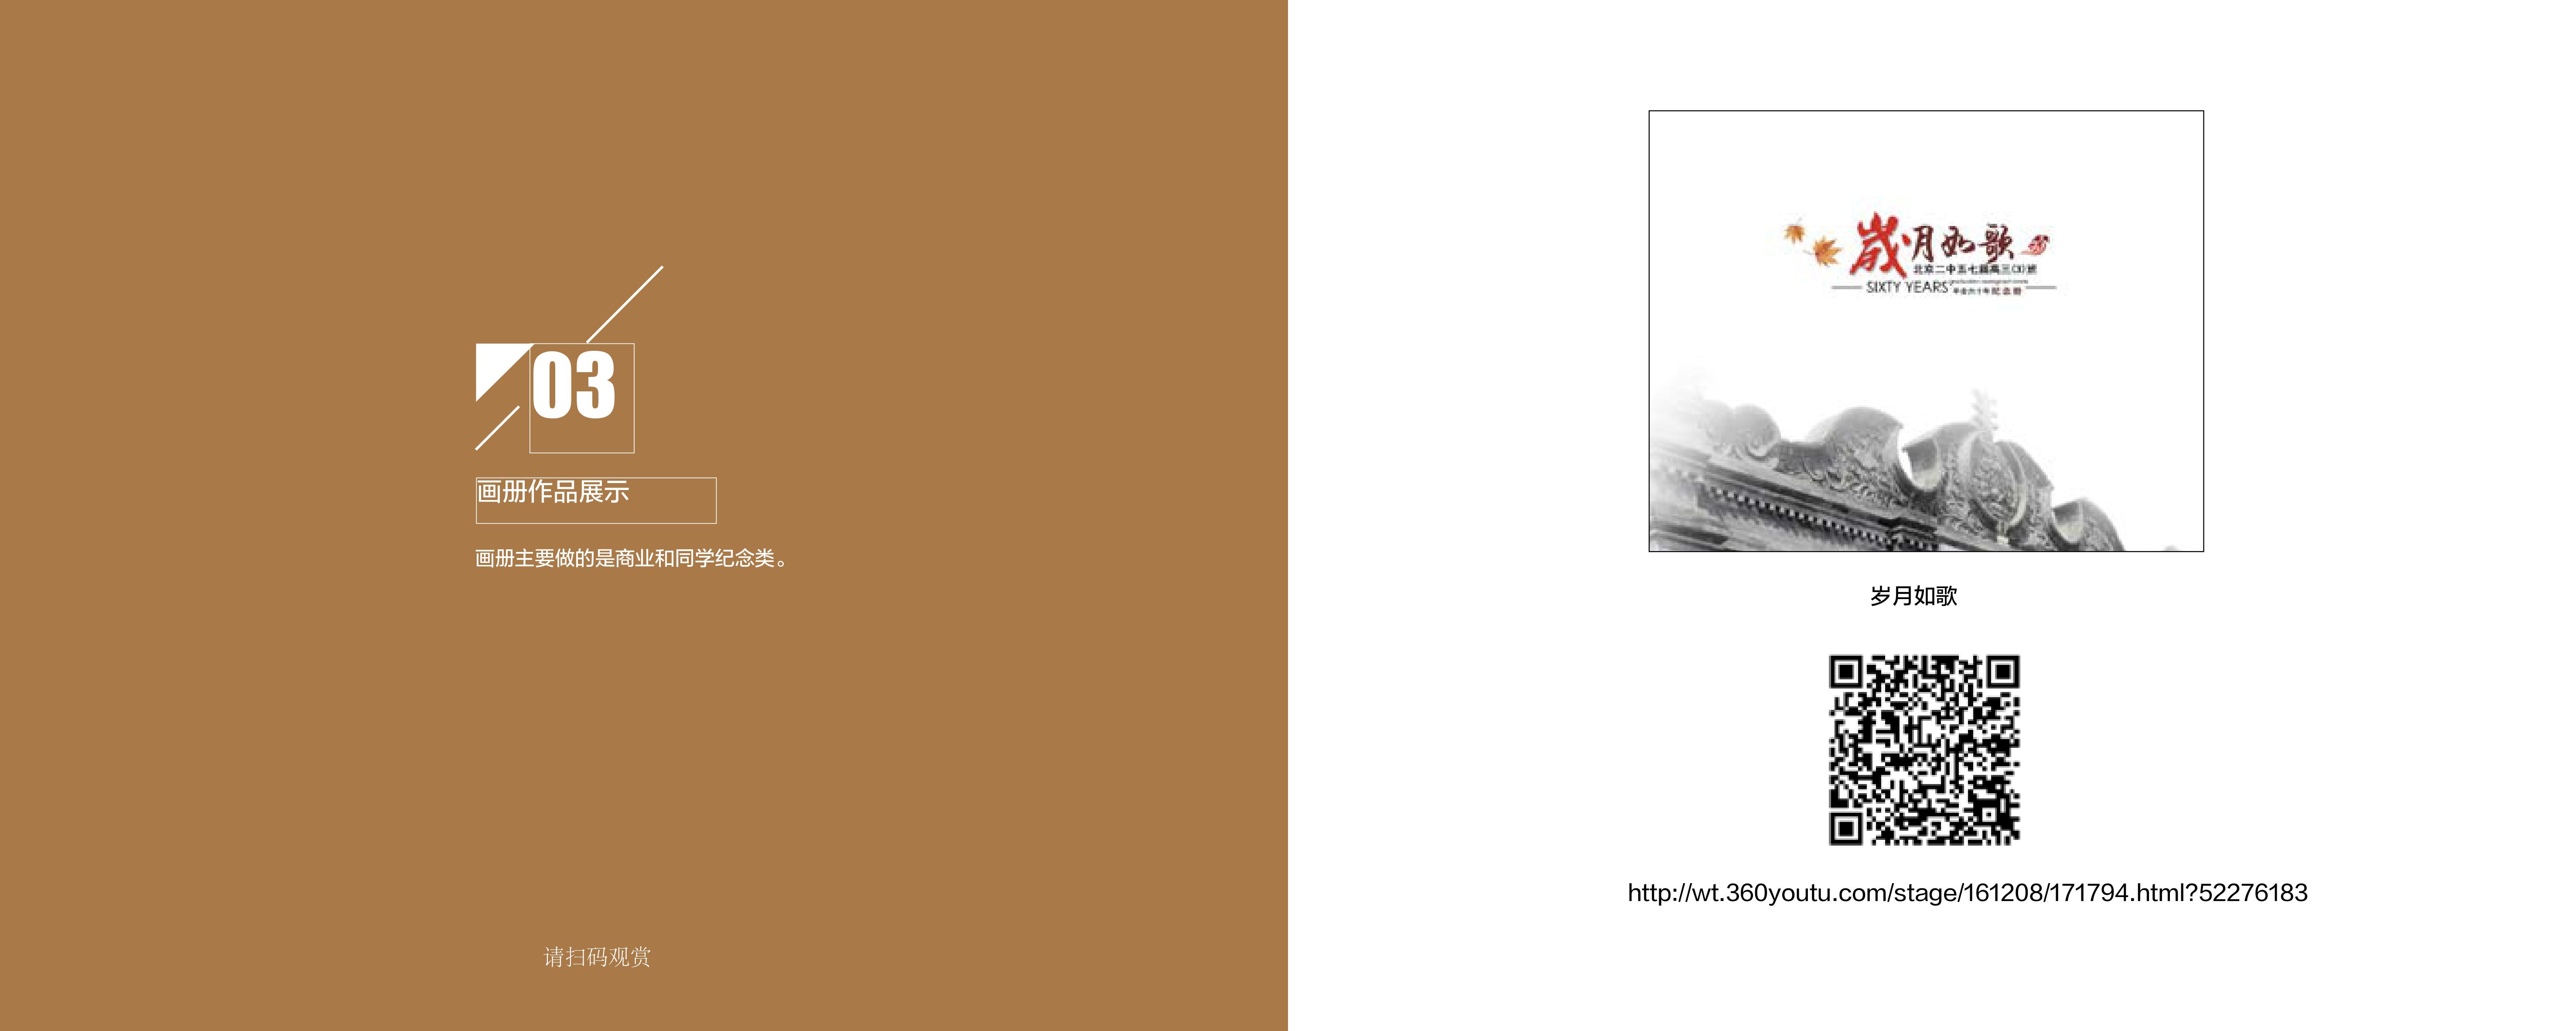 03
画册作品展示
画册主要做的是商业和同学纪念类。
请扫码观赏
歲月如歌
北京二中五七届高三(3)班
SIXTY YEARS
毕业六十年纪念册
岁月如歌
http://wt.360youtu.com/stage/161208/171794.html?52276183